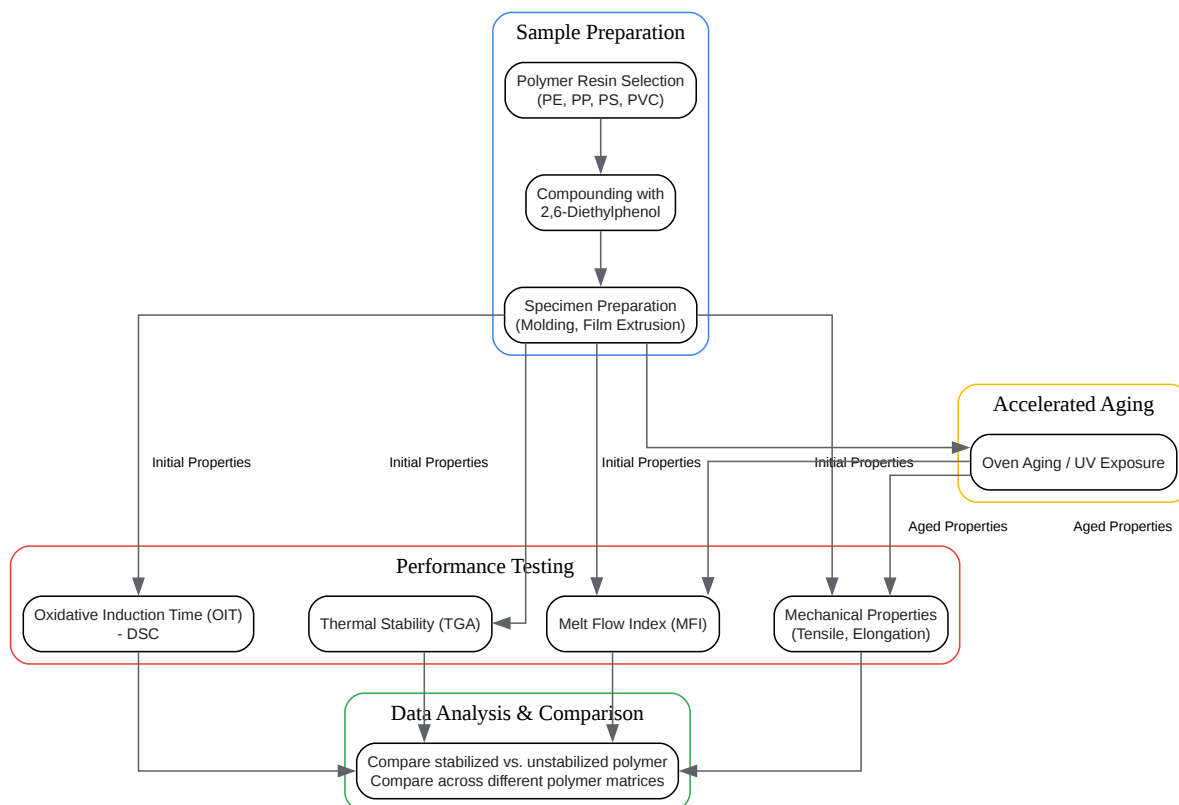 Sample Preparation
Polymer Resin Selection
(PE, PP, PS, PVC)
Compounding with
2,6-Diethylphenol
Specimen Preparation
(Molding, Film Extrusion)
Accelerated Aging
Oven Aging / UV Exposure
Initial Properties
Initial Properties
Initial Properties
Initial Properties
Aged Properties
Aged Properties
Performance Testing
Oxidative Induction Time (OIT)
- DSC
Thermal Stability (TGA)
Melt Flow Index (MFI)
Mechanical Properties
(Tensile, Elongation)
Data Analysis & Comparison
Compare stabilized vs. unstabilized polymer
Compare across different polymer matrices